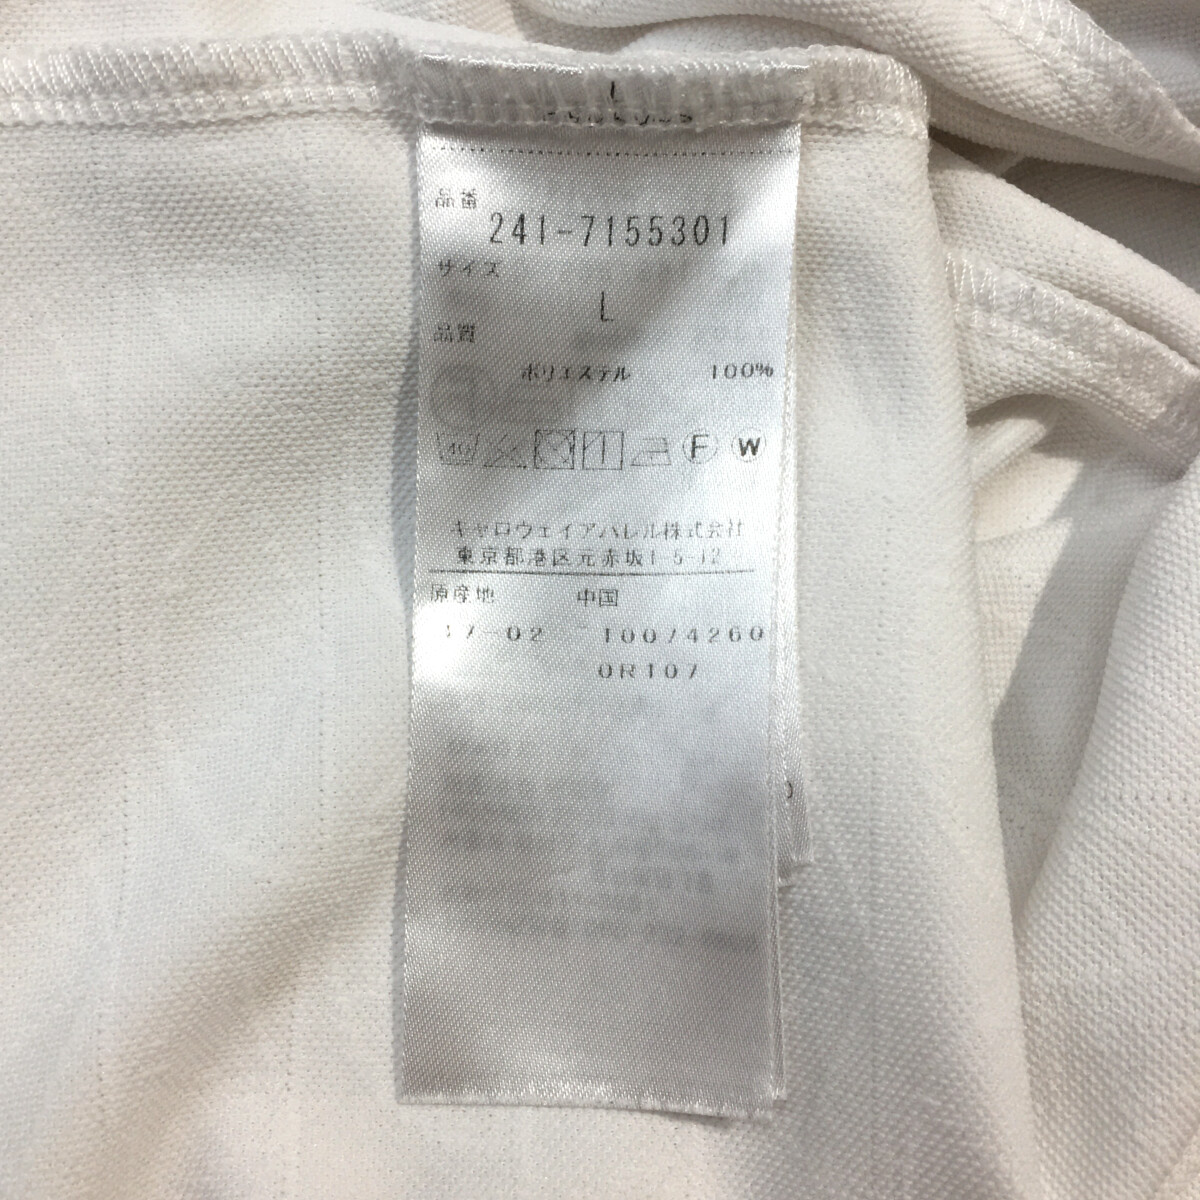 品番
241-7155301
サイズ
L
品質
ポリエステル 100%
40 F W
キャロウェイアパレル株式会社
東京都港区元赤坂1-5-12
原産地 中国
17-02 10074260
0R107